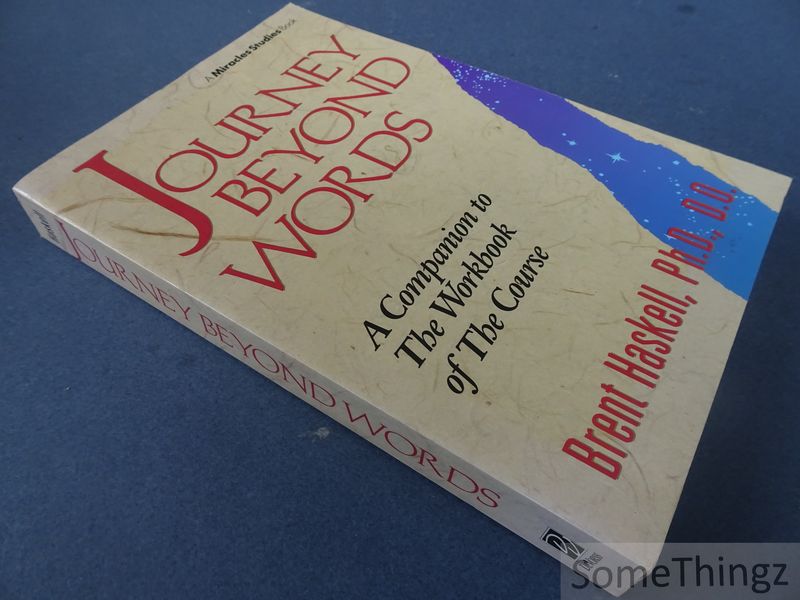 A Miracles Studies Book
JOURNEY
BEYOND
WORDS
A Companion to
The Workbook
of The Course
Brent Haskell, Ph.D., D.O.
Haskell
JOURNEY BEYOND WORDS
SomeThingz